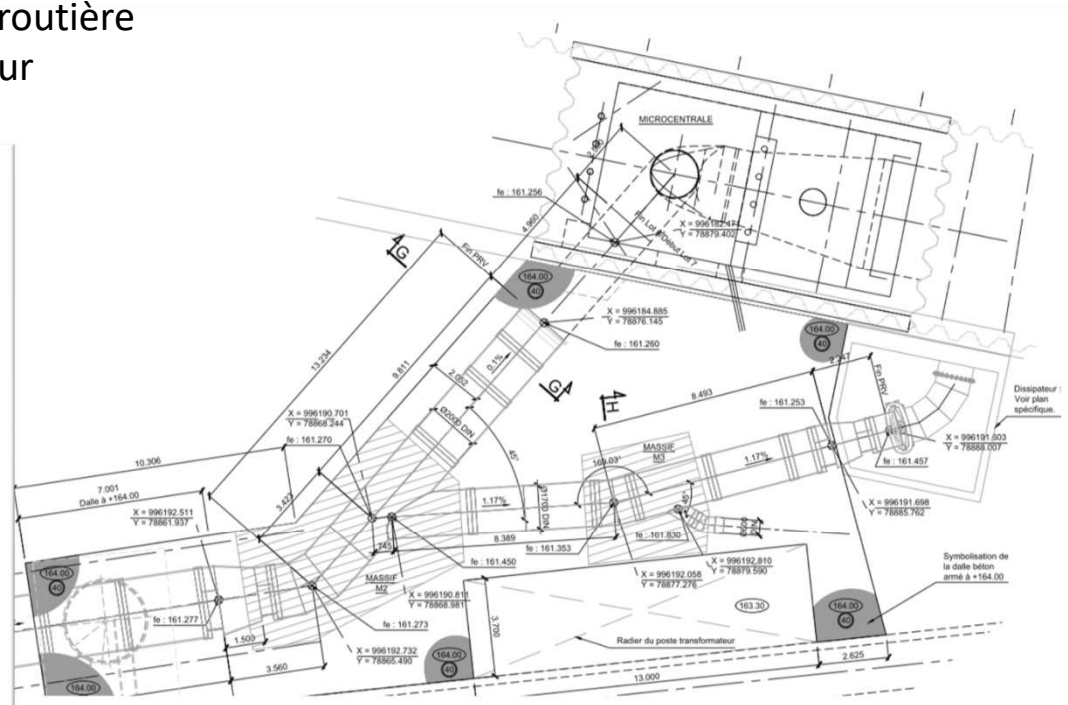 routière
ur
MICROCENTRALE
2.500
fe : 161.256
4.960
X = 996182.471
Y = 78879.402
G
Fin PRV
164.00
40
X = 996184.885
Y = 78876.145
fe : 161.260
164.00
40
13.234
9.811
0.1%
2.052
G
H
8.493
2.247
Fin PRV
Dissipateur :
Voir plan
spécifique.
X = 996190.701
Y = 78868.244
Ø2000 DIN
fe : 161.253
fe : 161.270
45°
MASSIF
M3
169.03°
1.17%
X = 996191.603
Y = 78888.007
fe : 161.457
10.306
7.001
Dalle à +164.00
X = 996192.511
Y = 78861.937
3.423
1.17%
Ø1700 DIN
45°
X = 996191.698
Y = 78885.762
.745
8.389
fe : 161.353
fe : 161.830
MASSIF
M2
fe : 161.450
X = 996192.810
Y = 78879.590
X = 996192.058
Y = 78877.276
Symbolisation de
la dalle béton
armé à +164.00
164.00
40
X = 996190.811
Y = 78868.981
163.30
164.00
40
fe : 161.277
fe : 161.273
3.700
1.500
X = 996192.732
Y = 78865.490
Radier du poste transformateur
3.560
164.00
40
2.625
13.000
164.00